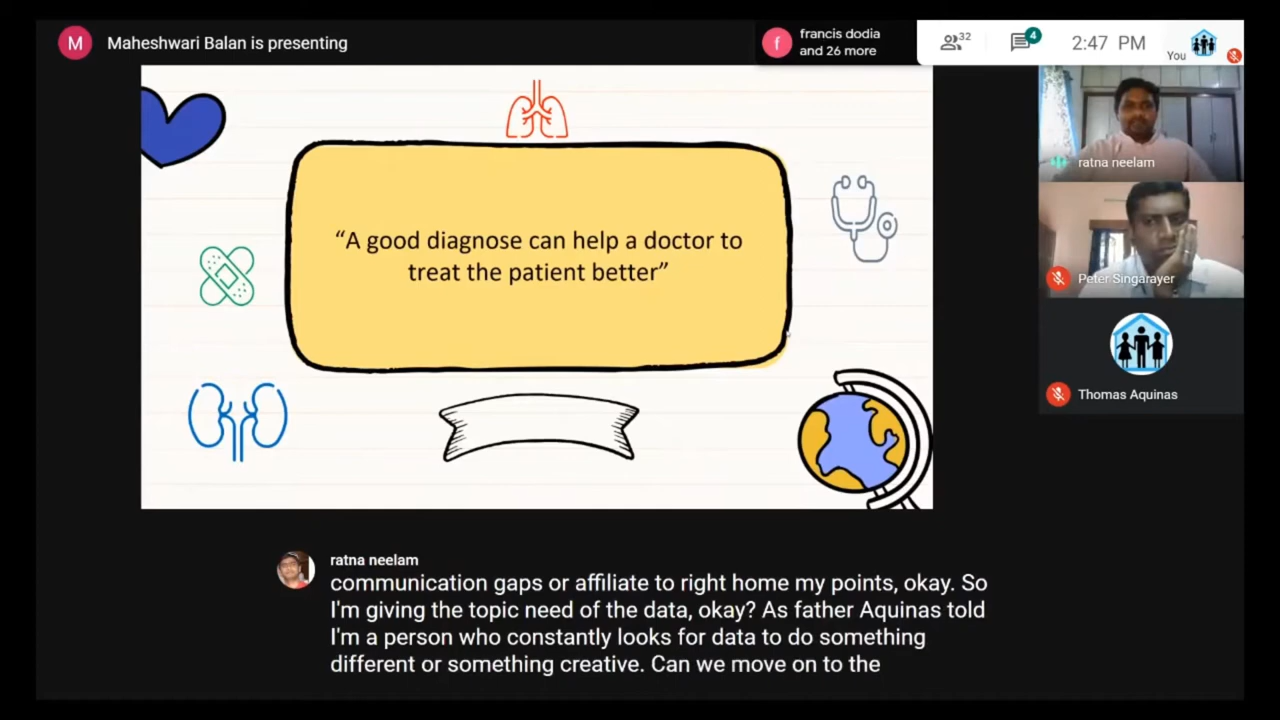 M
Maheshwari Balan is presenting
f
francis dodia
and 26 more
32
4
2:47 PM
You
“A good diagnose can help a doctor to
treat the patient better”
ratna neelam
Peter Singarayer
Thomas Aquinas
ratna neelam
communication gaps or affiliate to right home my points, okay. So
I'm giving the topic need of the data, okay? As father Aquinas told
I'm a person who constantly looks for data to do something
different or something creative. Can we move on to the